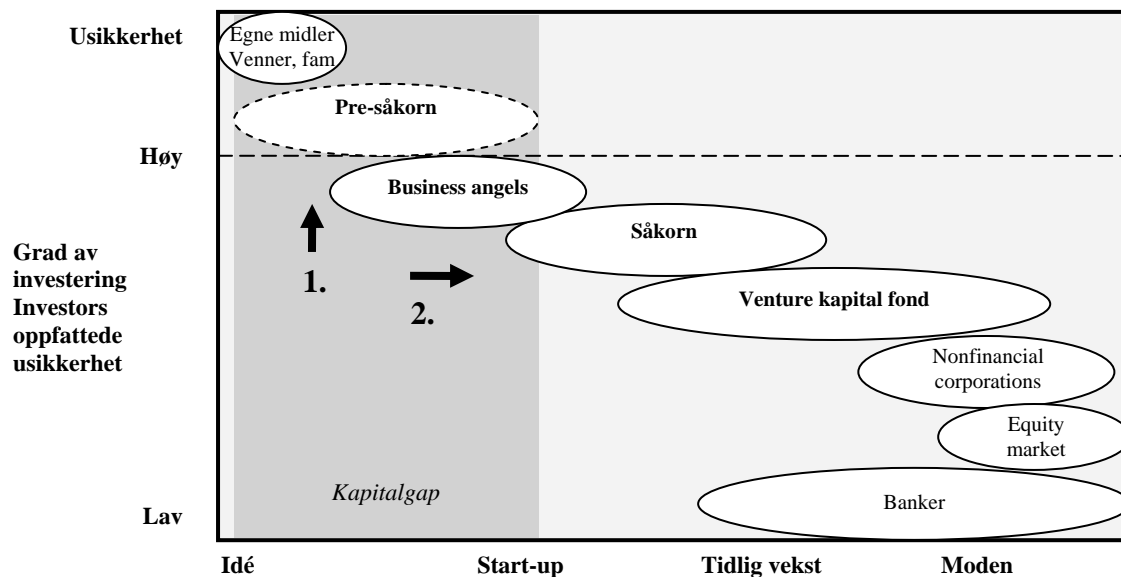 Usikkerhet
Egne midler
Venner, fam
Pre-såkorn
Høy
Business angels
Såkorn
Grad av
investering
Investors
oppfattede
usikkerhet
1.
2.
Venture kapital fond
Nonfinancial
corporations
Equity
market
Kapitalgap
Banker
Lav
Idé
Start-up
Tidlig vekst
Moden